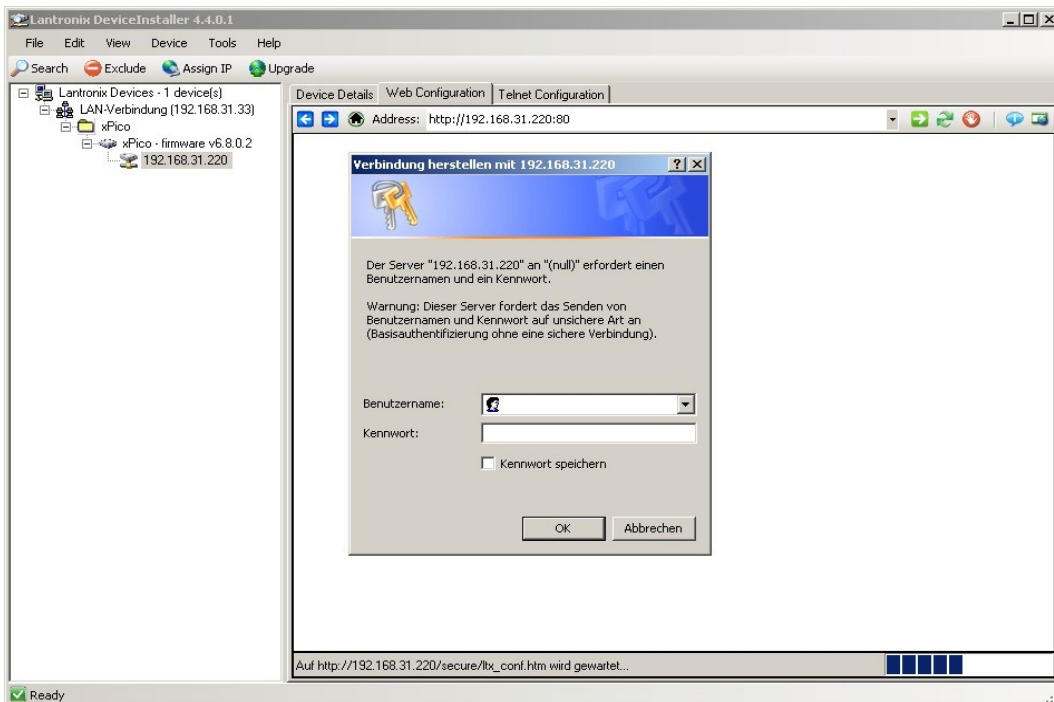 Lantronix DeviceInstaller 4.4.0.1
File Edit View Device Tools Help
Search Exclude Assign IP Upgrade
Lantronix Devices - 1 device(s)
LAN-Verbindung (192.168.31.33)
xPico
xPico - firmware v6.8.0.2
192.168.31.220
Device Details Web Configuration Telnet Configuration
Address: http://192.168.31.220:80
Verbindung herstellen mit 192.168.31.220
Der Server "192.168.31.220" an "(null)" erfordert einen
Benutzernamen und ein Kennwort.
Warnung: Dieser Server fordert das Senden von
Benutzernamen und Kennwort auf unsichere Art an
(Basisauthentifizierung ohne eine sichere Verbindung).
Benutzername:
Kennwort:
Kennwort speichern
OK Abbrechen
Auf http://192.168.31.220/secure/ltx_conf.htm wird gewartet...
Ready